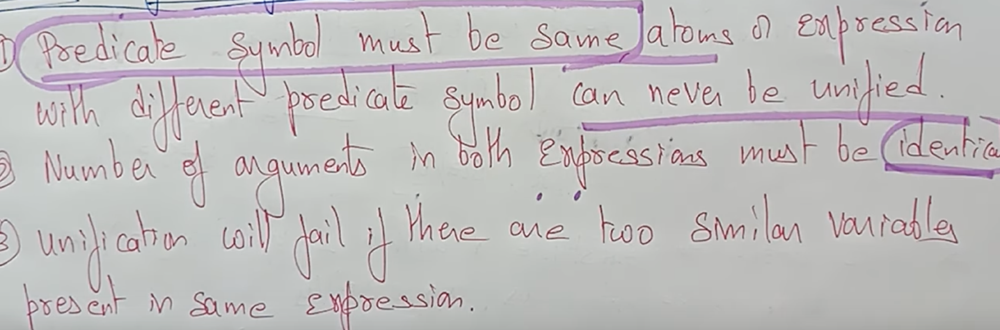 ① Predicate Symbol must be same atoms or expression
with different predicate symbol can never be unified.
② Number of arguments in both Expressions must be identica
③ unification will fail if there are two similar variables
present in same expression.